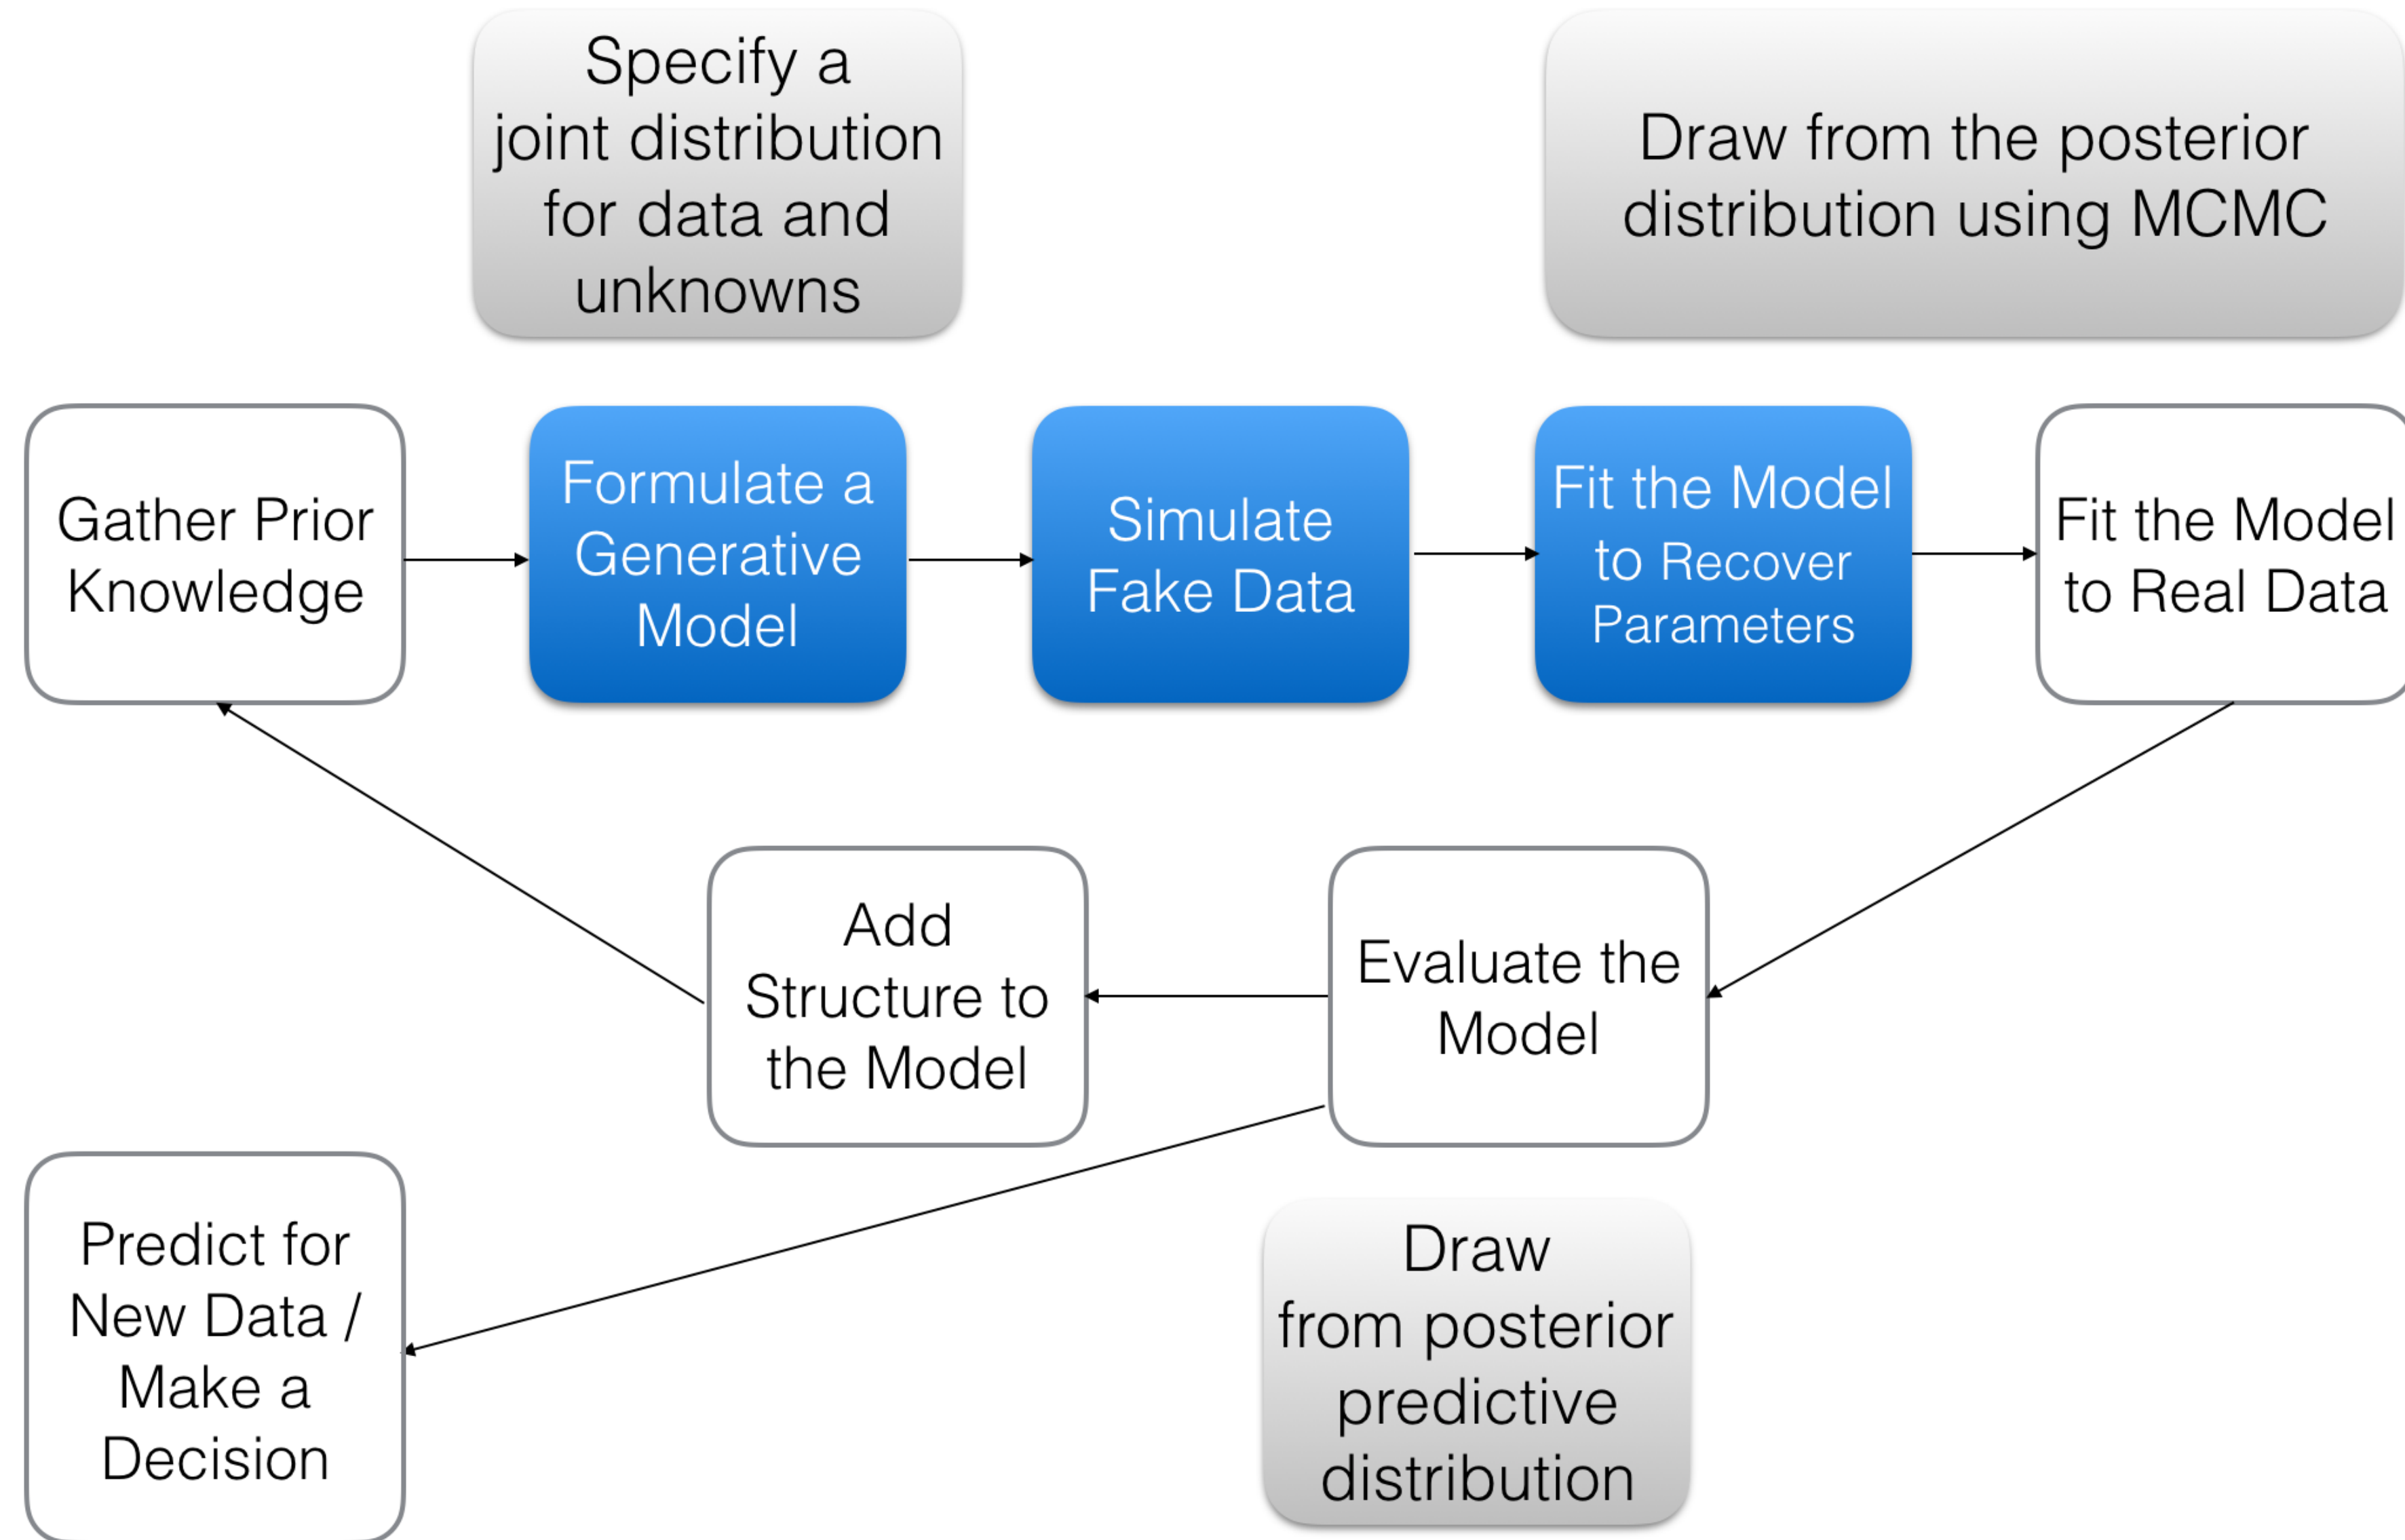 Specify a
joint distribution
for data and
unknowns
Draw from the posterior
distribution using MCMC
Gather Prior
Knowledge
Formulate a
Generative
Model
Simulate
Fake Data
Fit the Model
to Recover
Parameters
Fit the Model
to Real Data
Add
Structure to
the Model
Evaluate the
Model
Predict for
New Data /
Make a
Decision
Draw
from posterior
predictive
distribution